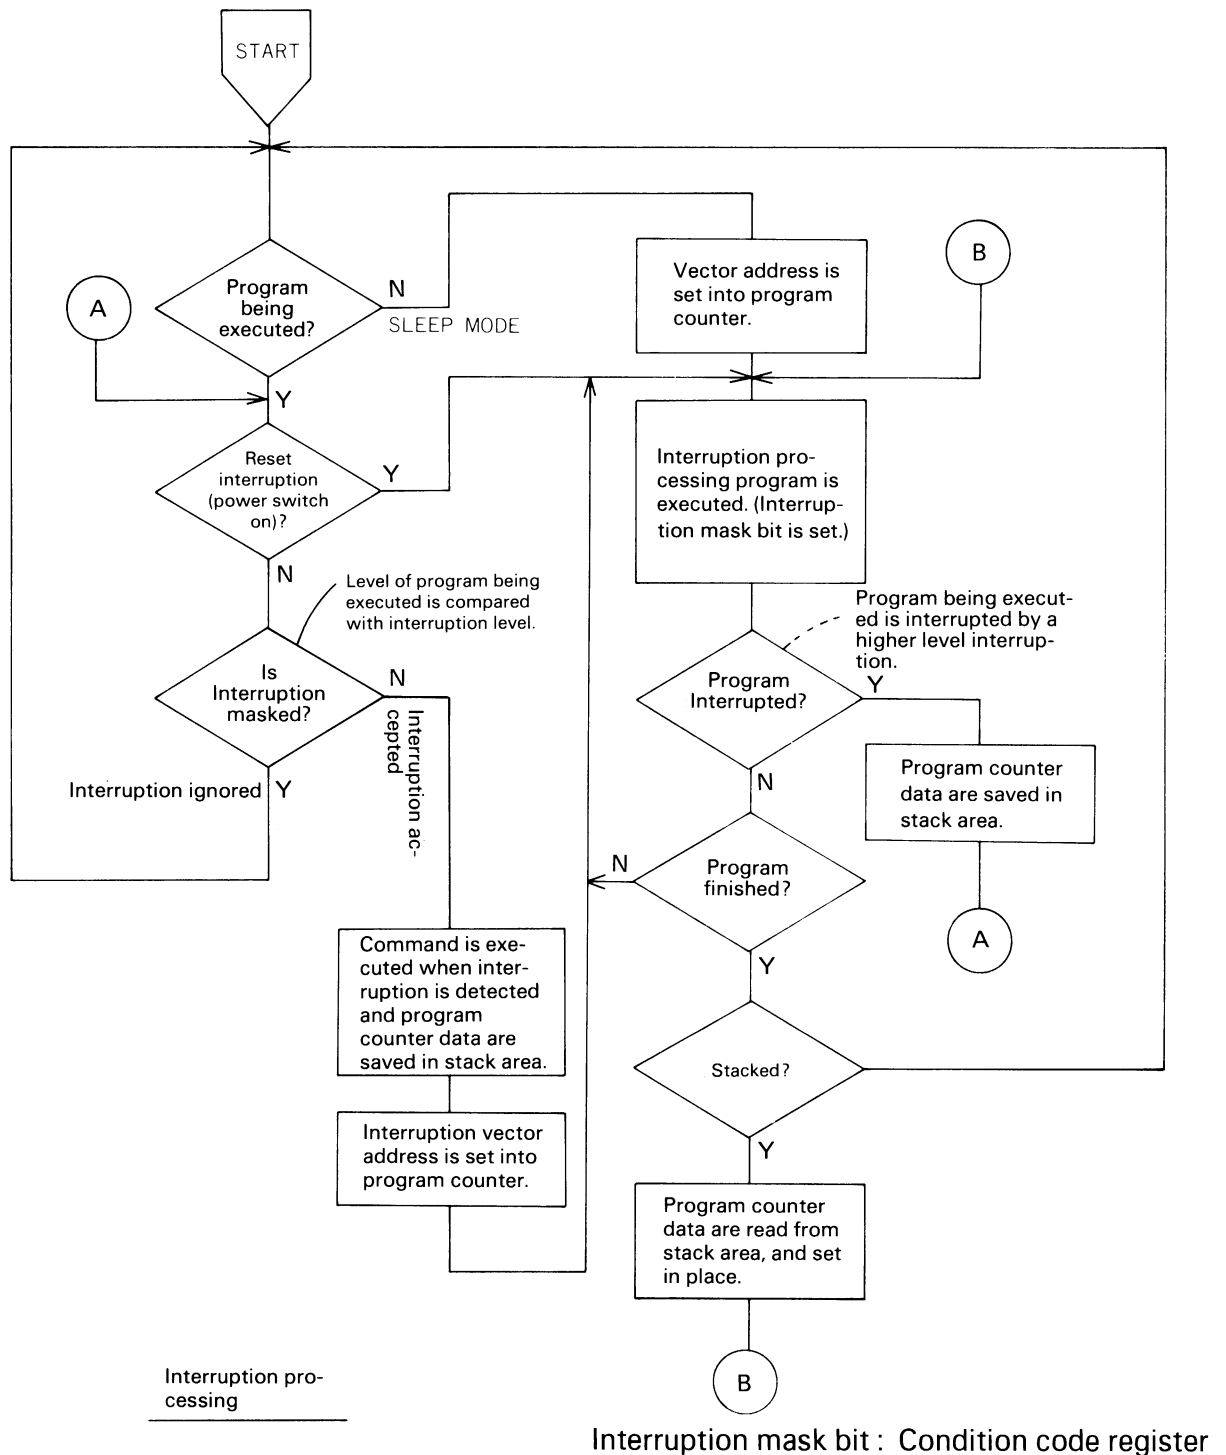 START
Program
being
executed?
N
SLEEP MODE
Y
A
Vector address is
set into program
counter.
B
Reset
interruption
(power switch
on)?
Y
N
Level of program being
executed is compared
with interruption level.
Is
Interruption
masked?
N
Interruption ac-
cepted
Interruption ignored Y
Command is exe-
cuted when inter-
ruption is detected
and program
counter data are
saved in stack area.
Interruption vector
address is set into
program counter.
Interruption pro-
cessing program is
executed. (Interrup-
tion mask bit is set.)
Program being execut-
ed is interrupted by a
higher level interrup-
tion.
Program
Interrupted?
Y
N
Program counter
data are saved in
stack area.
A
Program
finished?
N
Y
Stacked?
Y
Program counter
data are read from
stack area, and set
in place.
B
Interruption pro-
cessing
Interruption mask bit : Condition code register